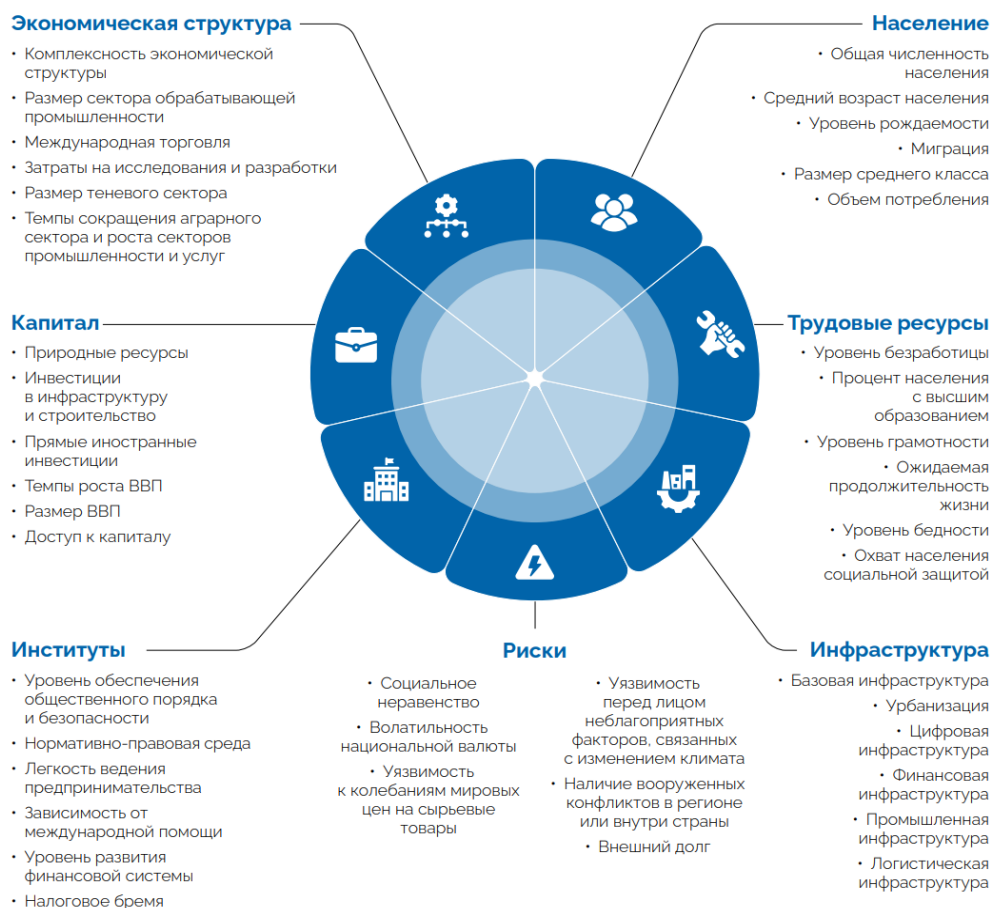 Экономическая структура
• Комплексность экономической
структуры
• Размер сектора обрабатывающей
промышленности
• Международная торговля
• Затраты на исследования и разработки
• Размер теневого сектора
• Темпы сокращения аграрного
сектора и роста секторов
промышленности и услуг
Население
• Общая численность
населения
• Средний возраст населения
• Уровень рождаемости
• Миграция
• Размер среднего класса
• Объем потребления
Капитал
• Природные ресурсы
• Инвестиции
в инфраструктуру
и строительство
• Прямые иностранные
инвестиции
• Темпы роста ВВП
• Размер ВВП
• Доступ к капиталу
Трудовые ресурсы
• Уровень безработицы
• Процент населения
с высшим
образованием
• Уровень грамотности
• Ожидаемая
продолжительность
жизни
• Уровень бедности
• Охват населения
социальной защитой
Институты
• Уровень обеспечения
общественного порядка
и безопасности
• Нормативно-правовая среда
• Легкость ведения
предпринимательства
• Зависимость от
международной помощи
• Уровень развития
финансовой системы
• Налоговое бремя
Риски
• Социальное
неравенство
• Волатильность
национальной валюты
• Уязвимость
к колебаниям мировых
цен на сырьевые
товары
• Уязвимость
перед лицом
неблагоприятных
факторов, связанных
с изменением климата
• Наличие вооруженных
конфликтов в регионе
или внутри страны
• Внешний долг
Инфраструктура
• Базовая инфраструктура
• Урбанизация
• Цифровая
инфраструктура
• Финансовая
инфраструктура
• Промышленная
инфраструктура
• Логистическая
инфраструктура